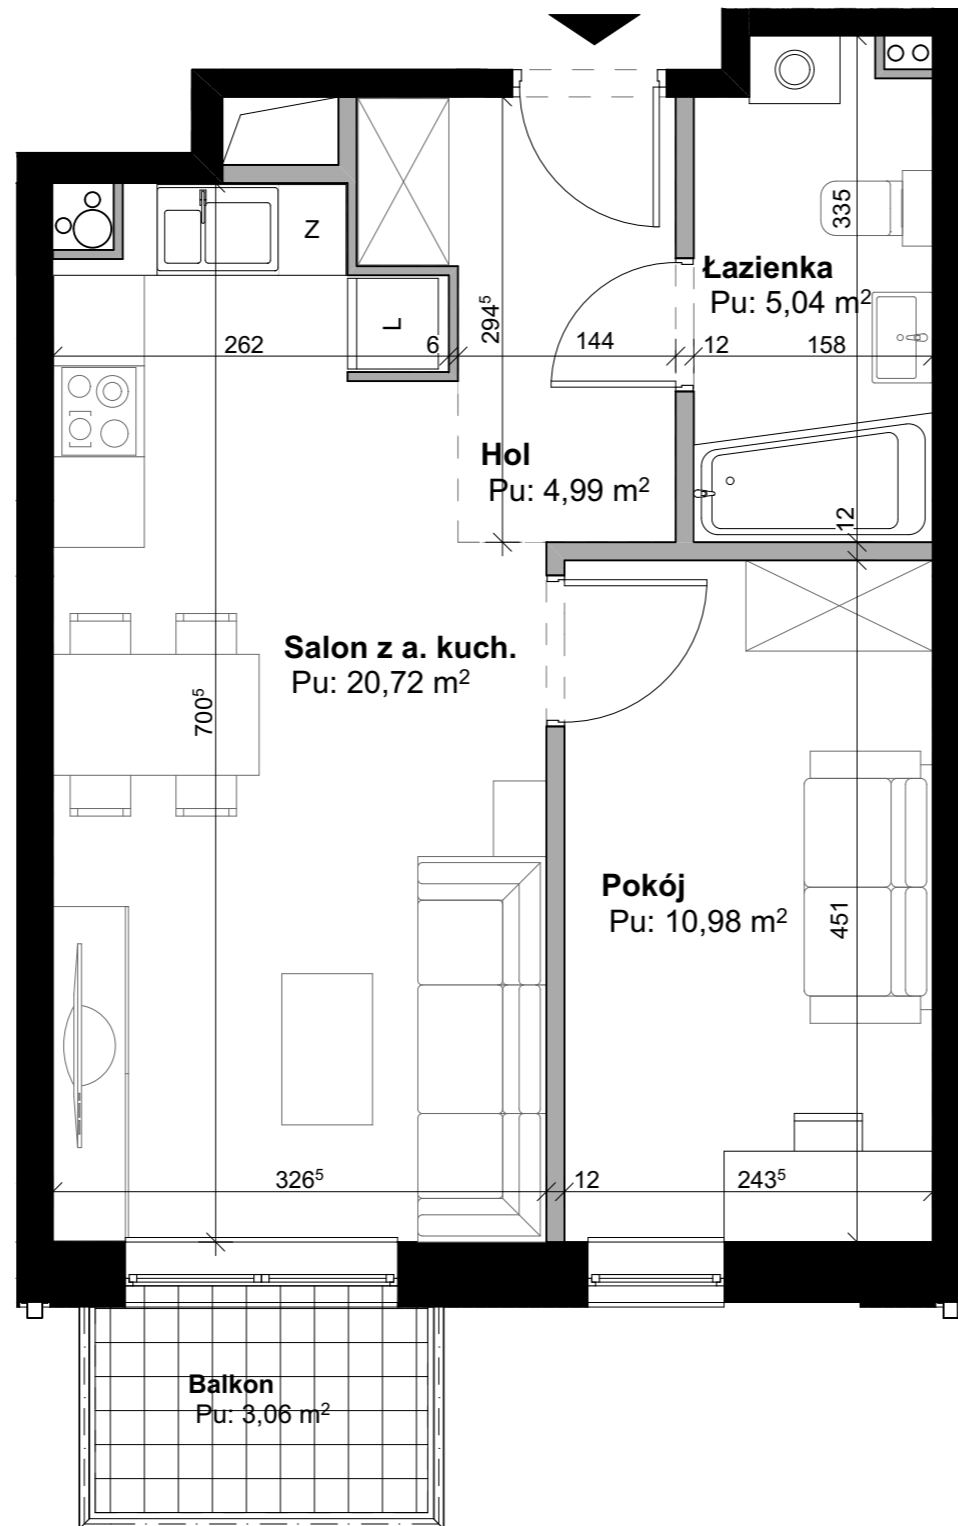 Z
L
335
Łazienka
Pu: 5,04 m²
294⁵
262
6
144
12
158
Hol
Pu: 4,99 m²
12
Salon z a. kuch.
Pu: 20,72 m²
700⁵
Pokój
Pu: 10,98 m²
451
326⁵
12
243⁵
Balkon
Pu: 3,06 m²